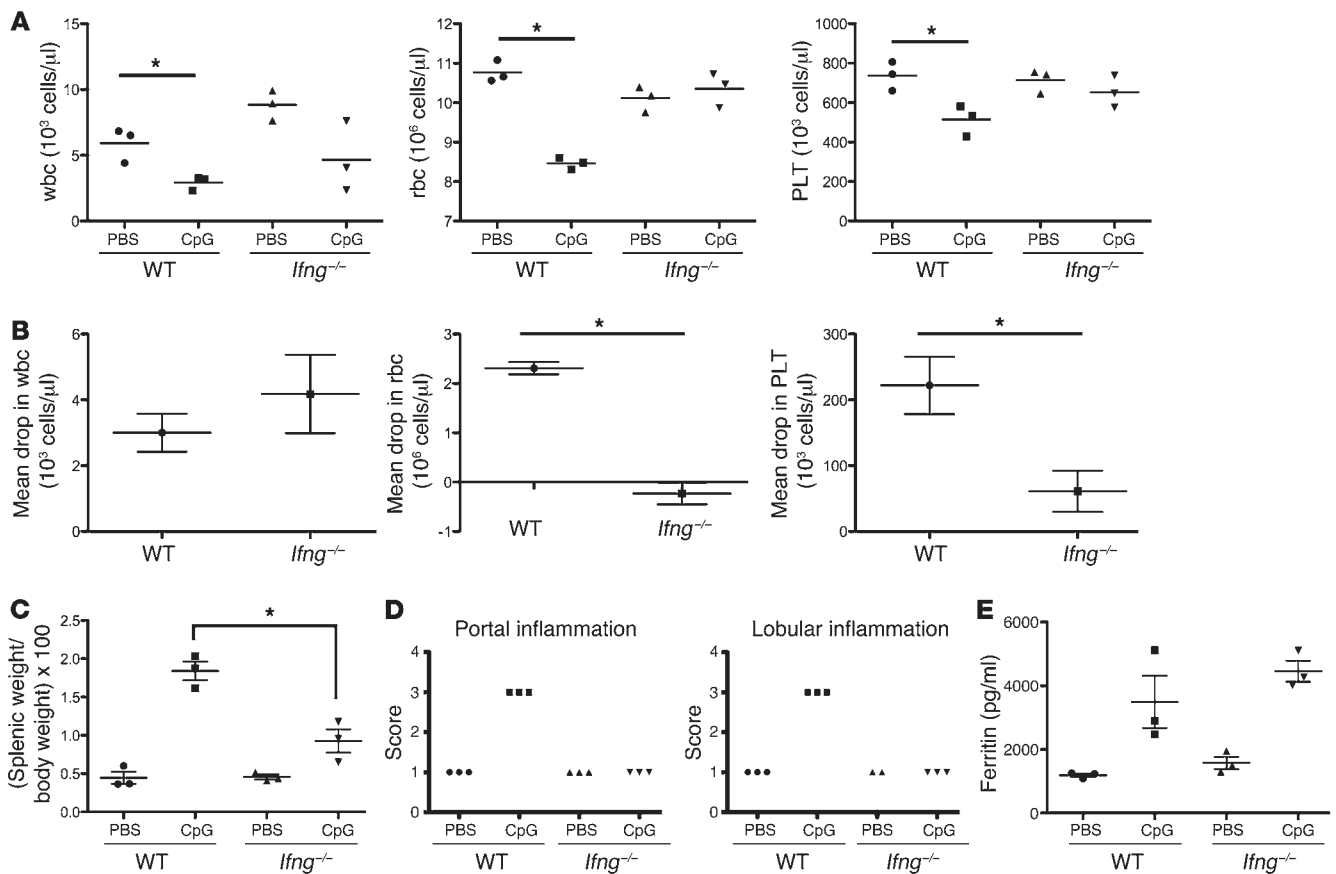 A
wbc (10³ cells/µl)
15
10
5
0
PBS
CpG
PBS
CpG
WT
Ifng⁻/⁻
*
rbc (10⁶ cells/µl)
12
11
10
9
8
7
PBS
CpG
PBS
CpG
WT
Ifng⁻/⁻
*
PLT (10³ cells/µl)
1000
800
600
400
200
0
PBS
CpG
PBS
CpG
WT
Ifng⁻/⁻
*
B
Mean drop in wbc
(10³ cells/µl)
6
4
2
0
WT
Ifng⁻/⁻
Mean drop in rbc
(10⁶ cells/µl)
3
2
1
0
-1
WT
Ifng⁻/⁻
*
Mean drop in PLT
(10³ cells/µl)
300
200
100
0
WT
Ifng⁻/⁻
*
C
(Splenic weight/
body weight) x 100
2.5
2.0
1.5
1.0
0.5
0.0
PBS
CpG
PBS
CpG
WT
Ifng⁻/⁻
*
D
Portal inflammation
Score
4
3
2
1
0
PBS
CpG
PBS
CpG
WT
Ifng⁻/⁻
Lobular inflammation
Score
4
3
2
1
0
PBS
CpG
PBS
CpG
WT
Ifng⁻/⁻
E
Ferritin (pg/ml)
6000
4000
2000
0
PBS
CpG
PBS
CpG
WT
Ifng⁻/⁻